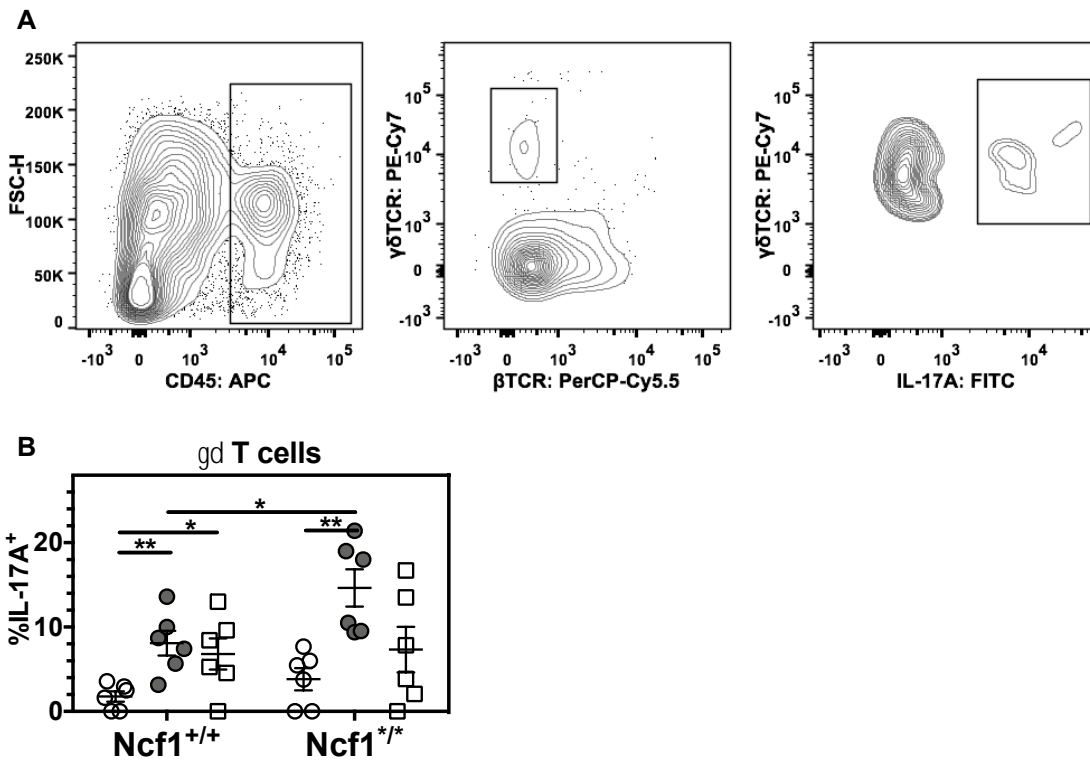 A
250K
200K
150K
100K
50K
0
FSC-H
-10³ 0 10³ 10⁴ 10⁵
CD45: APC
10⁵
10⁴
10³
0
-10³
γδTCR: PE-Cy7
-10³ 0 10³ 10⁴ 10⁵
βTCR: PerCP-Cy5.5
10⁵
10⁴
10³
0
-10³
γδTCR: PE-Cy7
-10³ 0 10³ 10⁴ 10⁵
IL-17A: FITC
B
gd T cells
%IL-17A⁺
20
10
0
*
*
**
**
Ncf1⁺/⁺ Ncf1*/*